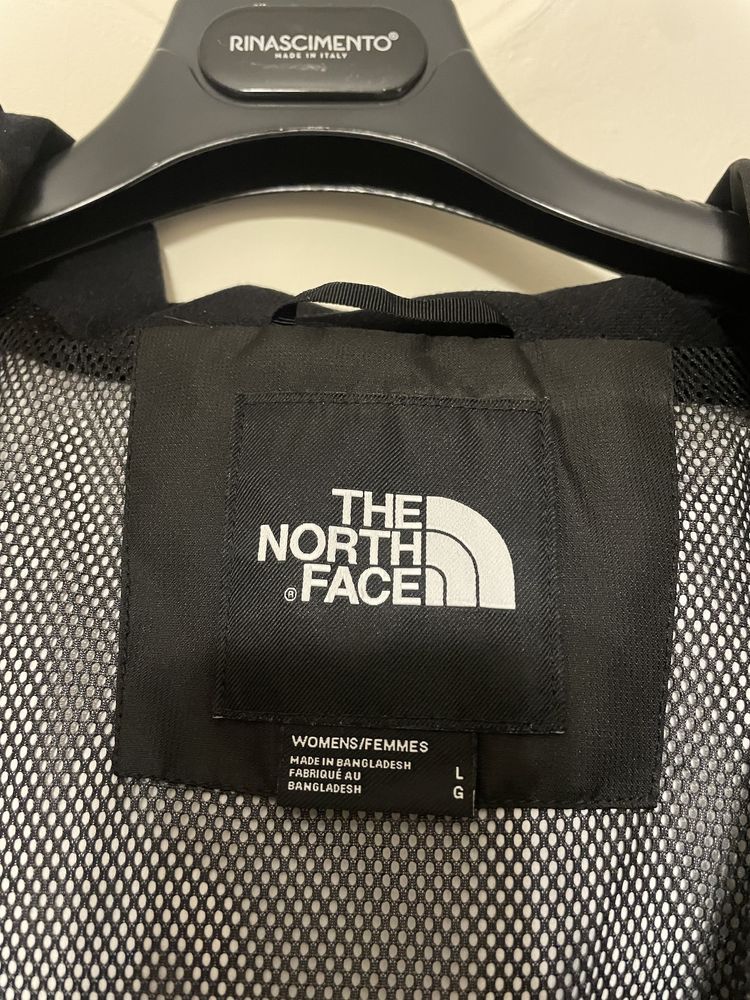 RINASCIMENTO®
MADE IN ITALY
THE
NORTH
® FACE
WOMENS/FEMMES
MADE IN BANGLADESH
FABRIQUÉ AU
BANGLADESH
L
G